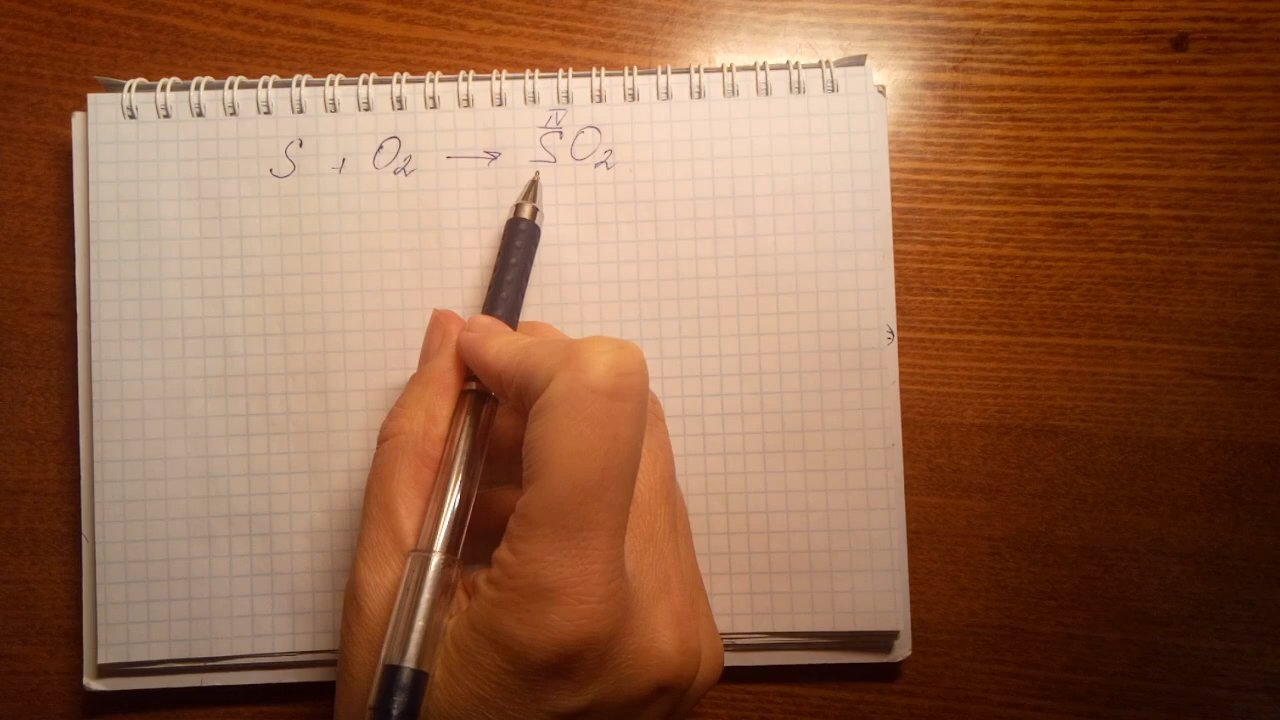 IV
S + O₂ → SO₂